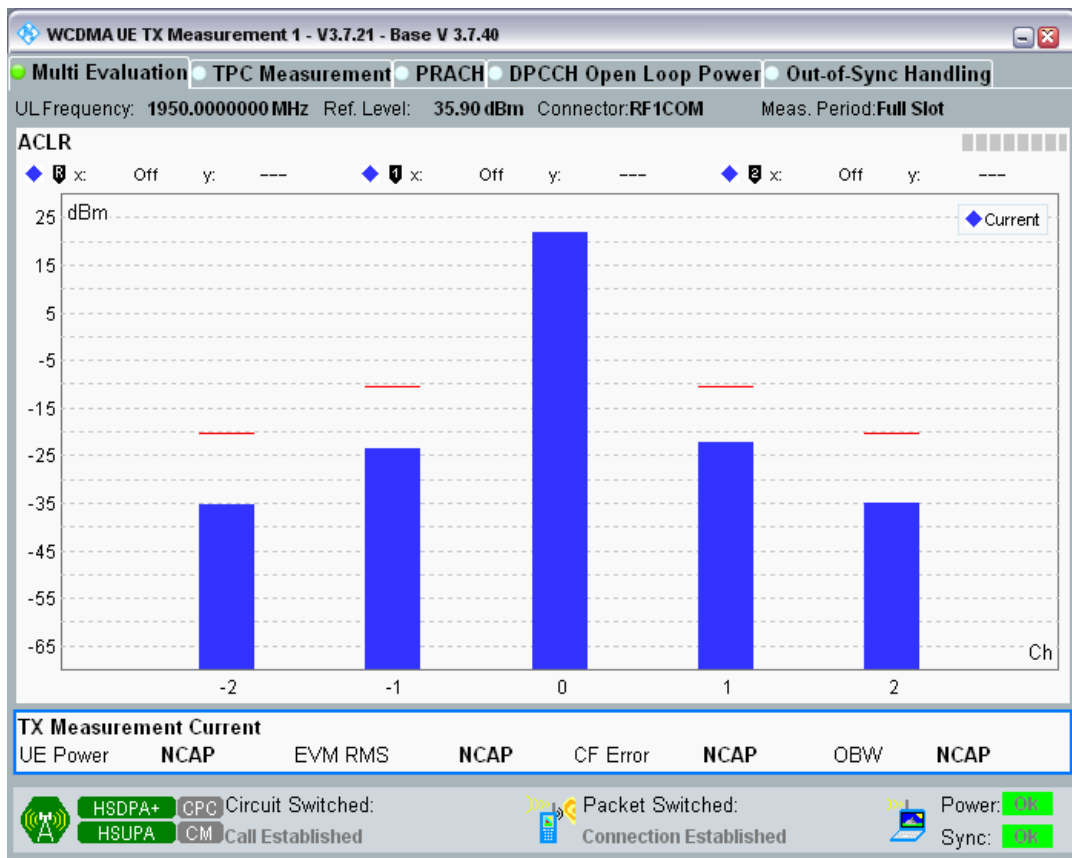 WCDMA UE TX Measurement 1 - V3.7.21 - Base V 3.7.40
Multi Evaluation TPC Measurement PRACH DPCCH Open Loop Power Out-of-Sync Handling
UL Frequency: 1950.0000000 MHz Ref. Level: 35.90 dBm Connector:RF1COM Meas. Period:Full Slot
ACLR
R x: Off y: --- 1 x: Off y: --- 2 x: Off y: ---
dBm
Current
25
15
5
-5
-15
-25
-35
-45
-55
-65
Ch
-2 -1 0 1 2
TX Measurement Current
UE Power NCAP EVM RMS NCAP CF Error NCAP OBW NCAP
HSDPA+ CPC Circuit Switched: Packet Switched: Power: Ok
HSUPA CM Call Established Connection Established Sync: Ok